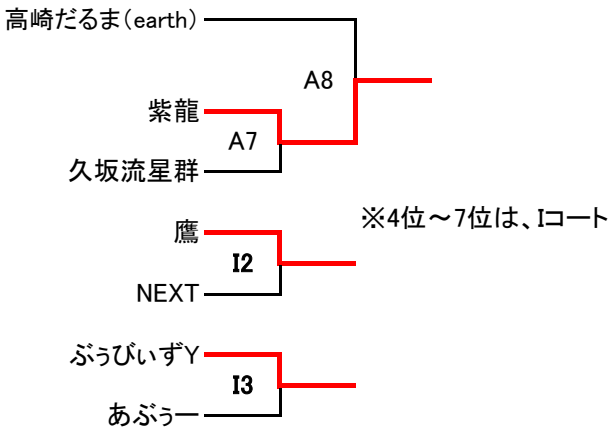 高崎だるま（earth）
A8
紫龍
A7
久坂流星群
※4位～7位は、Iコート
鷹
I2
NEXT
ぶぅびぃずY
I3
あぶぅー